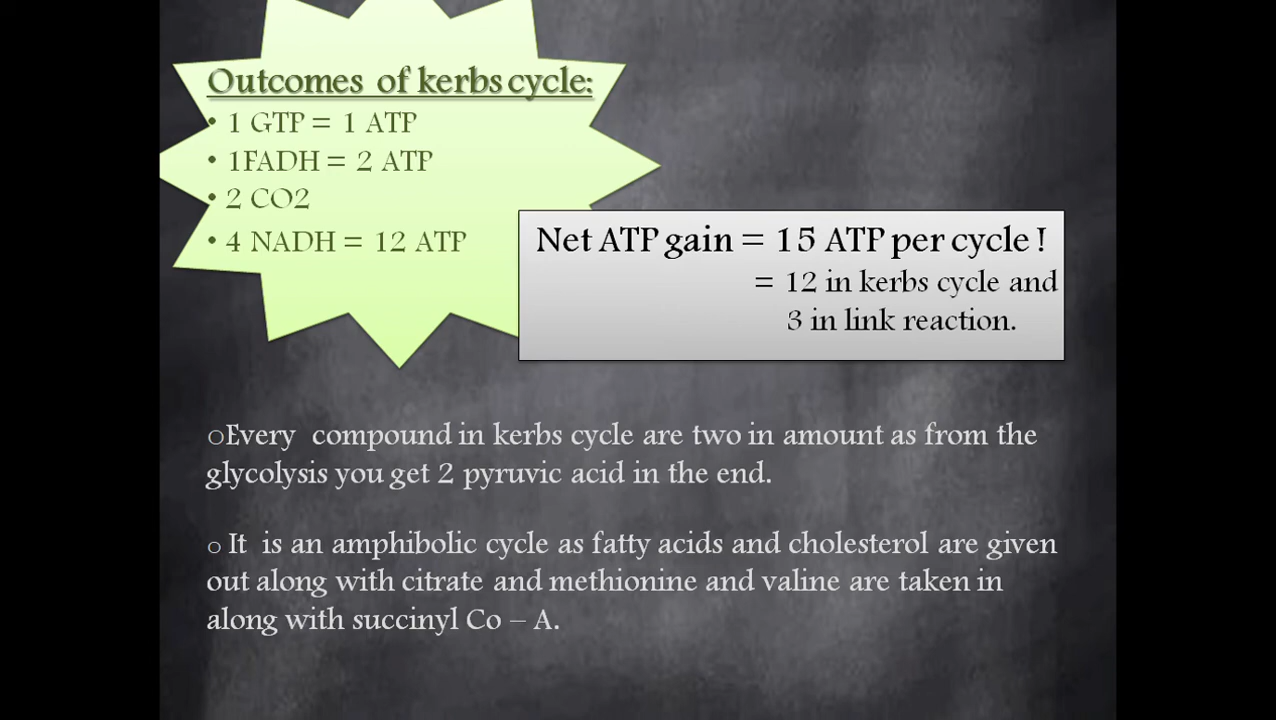 Outcomes of kerbs cycle:
• 1 GTP = 1 ATP
• 1FADH = 2 ATP
• 2 CO2
• 4 NADH = 12 ATP
Net ATP gain = 15 ATP per cycle !
= 12 in kerbs cycle and
3 in link reaction.
oEvery compound in kerbs cycle are two in amount as from the
glycolysis you get 2 pyruvic acid in the end.
o It is an amphibolic cycle as fatty acids and cholesterol are given
out along with citrate and methionine and valine are taken in
along with succinyl Co – A.